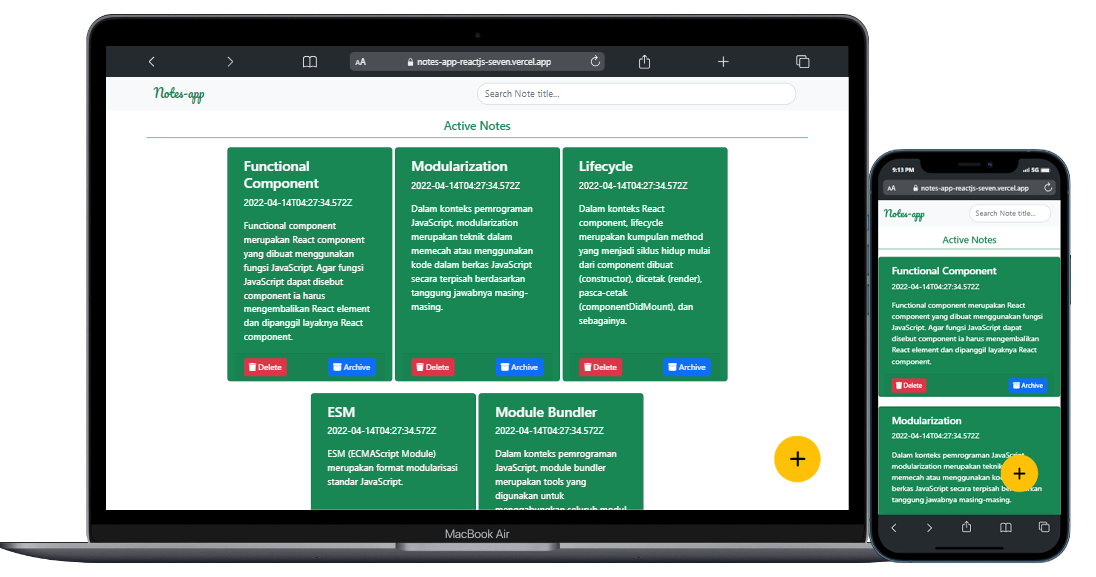 AA notes-app-reactjs-seven.vercel.app
Notes-app
Search Note title...
Active Notes
Functional
Component
2022-04-14T04:27:34.572Z
Functional component
merupakan React component
yang dibuat menggunakan
fungsi JavaScript. Agar fungsi
JavaScript dapat disebut
component ia harus
mengembalikan React element
dan dipanggil layaknya React
component.
Delete
Archive
Modularization
2022-04-14T04:27:34.572Z
Dalam konteks pemrograman
JavaScript, modularization
merupakan teknik dalam
memecah atau menggunakan
kode dalam berkas JavaScript
secara terpisah berdasarkan
tanggung jawabnya masing-
masing.
Delete
Archive
Lifecycle
2022-04-14T04:27:34.572Z
Dalam konteks React
component, lifecycle
merupakan kumpulan method
yang menjadi siklus hidup mulai
dari component dibuat
(constructor), dicetak (render),
pasca-cetak
(componentDidMount), dan
sebagainya.
Delete
Archive
ESM
2022-04-14T04:27:34.572Z
ESM (ECMAScript Module)
merupakan format modularisasi
standar JavaScript.
Module Bundler
2022-04-14T04:27:34.572Z
Dalam konteks pemrograman
JavaScript, module bundler
merupakan tools yang
digunakan untuk
menggabungkan seluruh modul
+
MacBook Air
9:13 PM
5G
AA notes-app-reactjs-seven.vercel.app
Notes-app
Search Note title...
Active Notes
Functional Component
2022-04-14T04:27:34.572Z
Functional component merupakan React
component yang dibuat menggunakan fungsi
JavaScript. Agar fungsi JavaScript dapat
disebut component ia harus mengembalikan
React element dan dipanggil layaknya React
component.
Delete
Archive
Modularization
2022-04-14T04:27:34.572Z
Dalam konteks pemrograman JavaScript,
modularization merupakan teknik
memecah atau menggunakan
berkas JavaScript secara terpisah
tanggung jawabnya masing-masing.
+